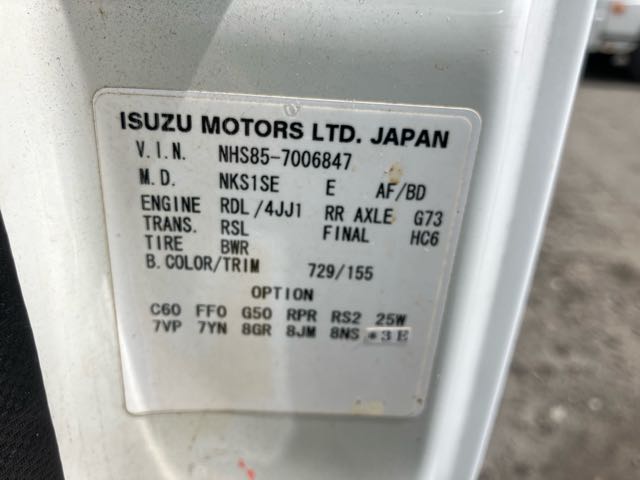 ISUZU MOTORS LTD. JAPAN
V.I.N. NHS85-7006847
M.D. NKS1SE E AF/BD
ENGINE RDL/4JJ1 RR AXLE G73
TRANS. RSL FINAL HC6
TIRE BWR
B.COLOR/TRIM 729/155
OPTION
C60 FF0 G50 RPR RS2 25W
7VP 7YN 8GR 8JM 8NS *3E